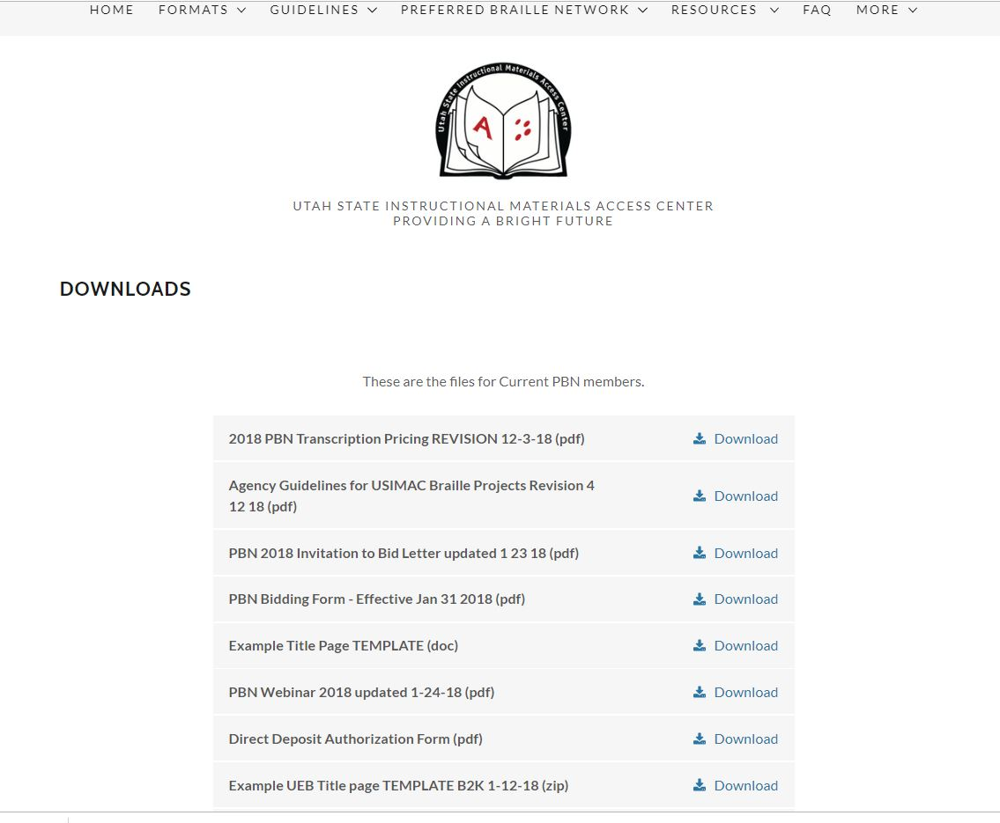 HOME FORMATS GUIDELINES PREFERRED BRAILLE NETWORK RESOURCES FAQ MORE
Utah State Instructional Materials Access Center
A
UTAH STATE INSTRUCTIONAL MATERIALS ACCESS CENTER
PROVIDING A BRIGHT FUTURE
DOWNLOADS
These are the files for Current PBN members.
2018 PBN Transcription Pricing REVISION 12-3-18 (pdf) Download
Agency Guidelines for USIMAC Braille Projects Revision 4
12 18 (pdf) Download
PBN 2018 Invitation to Bid Letter updated 1 23 18 (pdf) Download
PBN Bidding Form - Effective Jan 31 2018 (pdf) Download
Example Title Page TEMPLATE (doc) Download
PBN Webinar 2018 updated 1-24-18 (pdf) Download
Direct Deposit Authorization Form (pdf) Download
Example UEB Title page TEMPLATE B2K 1-12-18 (zip) Download